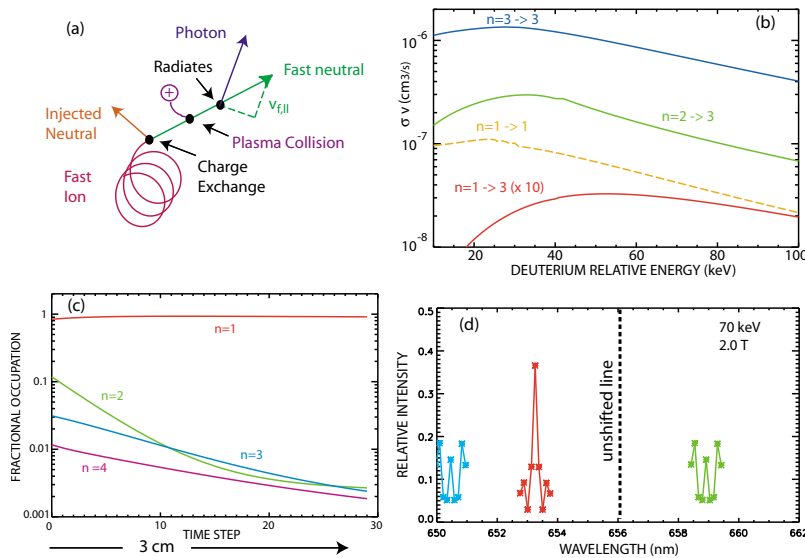 (a)
Photon
Radiates
Fast neutral
+
v f,II
Injected
Neutral
Plasma Collision
Fast
Ion
Charge
Exchange
(b)
n=3 -> 3
n=2 -> 3
n=1 -> 1
n=1 -> 3 (x 10)
σ v (cm3/s)
10-6
10-7
10-8
20 40 60 80 100
DEUTERIUM RELATIVE ENERGY (keV)
(c)
n=1
n=2
n=3
n=4
FRACTIONAL OCCUPATION
1
0.1
0.01
0.001
0 10 20 30
TIME STEP
3 cm
(d)
70 keV
2.0 T
unshifted line
RELATIVE INTENSITY
0.5
0.4
0.3
0.2
0.1
0.0
650 652 654 656 658 660 662
WAVELENGTH (nm)